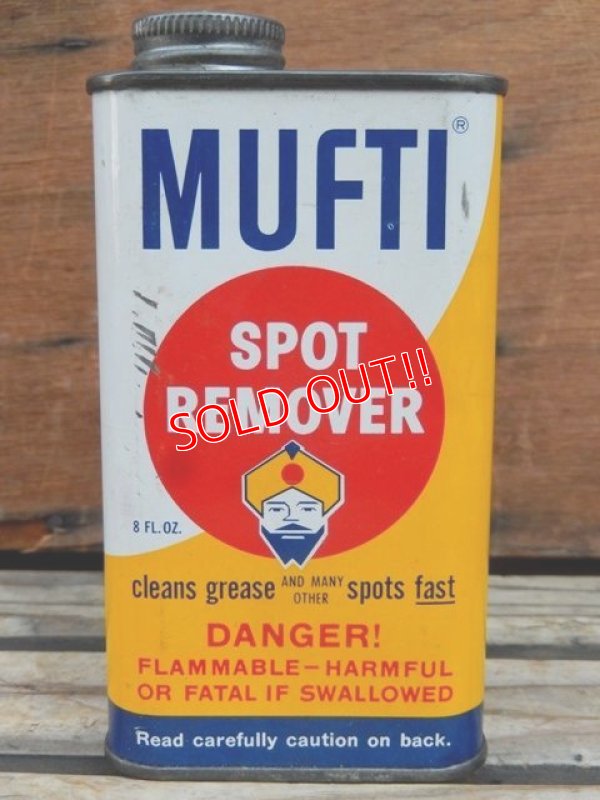 MUFTI®
SPOT
REMOVER
SOLD OUT!!
8 FL. OZ.
cleans grease AND MANY OTHER spots fast
DANGER!
FLAMMABLE-HARMFUL
OR FATAL IF SWALLOWED
Read carefully caution on back.